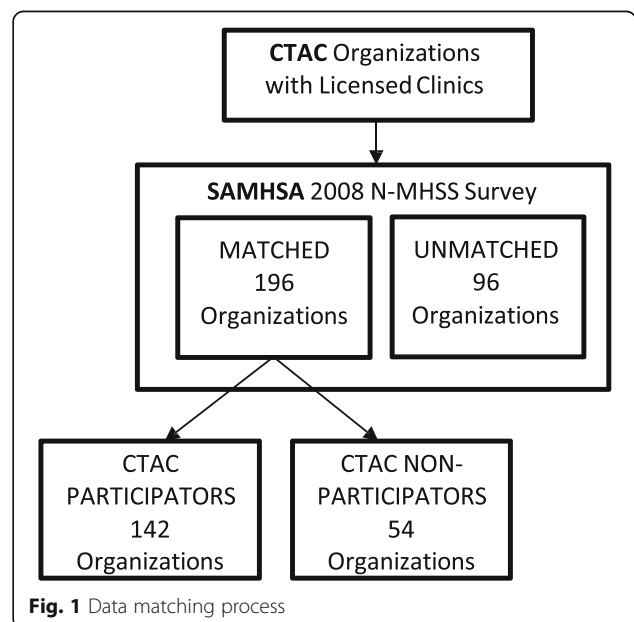 CTAC Organizations
with Licensed Clinics
SAMHSA 2008 N-MHSS Survey
MATCHED
196
Organizations
UNMATCHED
96
Organizations
CTAC
PARTICIPATORS
142
Organizations
CTAC NON-
PARTICIPATORS
54
Organizations
Fig. 1 Data matching process